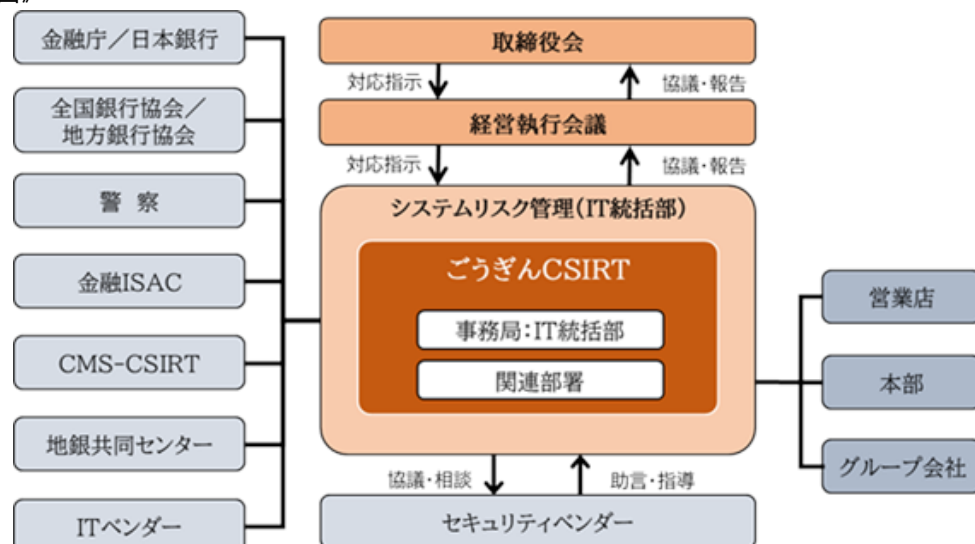 金融庁／日本銀行
全国銀行協会／
地方銀行協会
警 察
金融ISAC
CMS-CSIRT
地銀共同センター
ITベンダー
取締役会
対応指示
協議・報告
経営執行会議
対応指示
協議・報告
システムリスク管理（IT統括部）
ごうぎんCSIRT
事務局：IT統括部
関連部署
協議・相談
助言・指導
セキュリティベンダー
営業店
本部
グループ会社